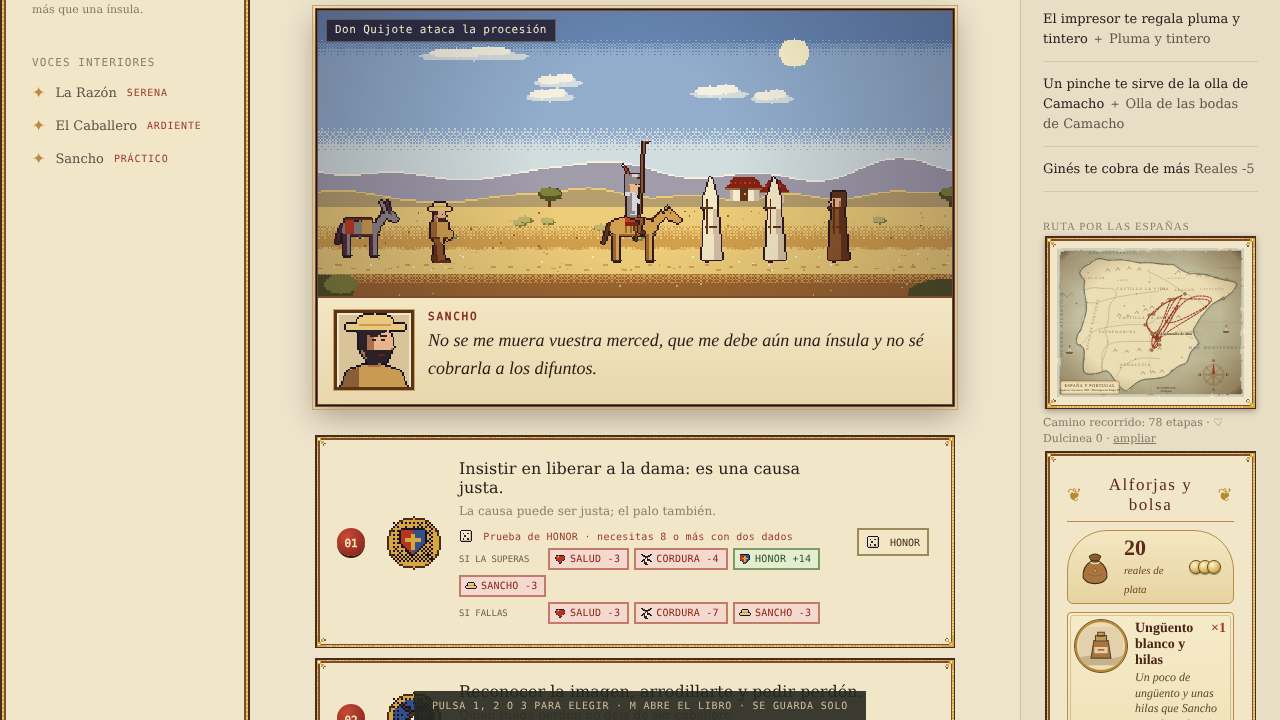 más que una ínsula.
VOCES INTERIORES
La Razón SERENA
El Caballero ARDIENTE
Sancho PRÁCTICO
Don Quijote ataca la procesión
SANCHO
No se me muera vuestra merced, que me debe aún una ínsula y no sé
cobrarla a los difuntos.
01
Insistir en liberar a la dama: es una causa
justa.
La causa puede ser justa; el palo también.
Prueba de HONOR · necesitas 8 o más con dos dados
HONOR
SI LA SUPERAS SALUD -3 CORDURA -4 HONOR +14
SANCHO -3
SI FALLAS SALUD -3 CORDURA -7 SANCHO -3
02
Reconocer la imagen, arrodillarte y pedir perdón.
PULSA 1, 2 O 3 PARA ELEGIR · M ABRE EL LIBRO · SE GUARDA SOLO
El impresor te regala pluma y
tintero + Pluma y tintero
Un pinche te sirve de la olla de
Camacho + Olla de las bodas
de Camacho
Ginés te cobra de más Reales -5
RUTA POR LAS ESPAÑAS
ESPAÑA Y PORTUGAL
Camino recorrido: 78 etapas · ♡
Dulcinea 0 · ampliar
Alforjas y
bolsa
20
reales de
plata
Ungüento ×1
blanco y
hilas
Un poco de
ungüento y unas
hilas que Sancho